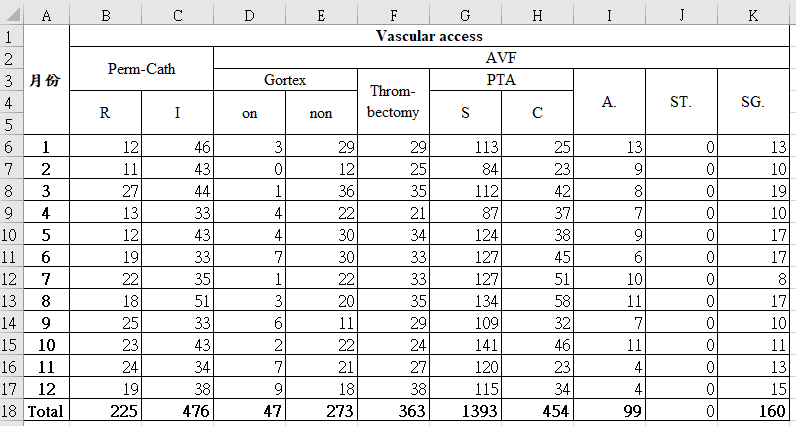 A B C D E F G H I J K
1 Vascular access
2 月份 Perm-Cath AVF
3 Gortex Throm-bectomy PTA A. ST. SG.
4 R I on non S C
5
6 1 12 46 3 29 29 113 25 13 0 13
7 2 11 43 0 12 25 84 23 9 0 10
8 3 27 44 1 36 35 112 42 8 0 19
9 4 13 33 4 22 21 87 37 7 0 10
10 5 12 43 4 30 34 124 38 9 0 17
11 6 19 33 7 30 33 127 45 6 0 17
12 7 22 35 1 22 33 127 51 10 0 8
13 8 18 51 3 20 35 134 58 11 0 17
14 9 25 33 6 11 29 109 32 7 0 10
15 10 23 43 2 22 24 141 46 11 0 11
16 11 24 34 7 21 27 120 23 4 0 13
17 12 19 38 9 18 38 115 34 4 0 15
18 Total 225 476 47 273 363 1393 454 99 0 160